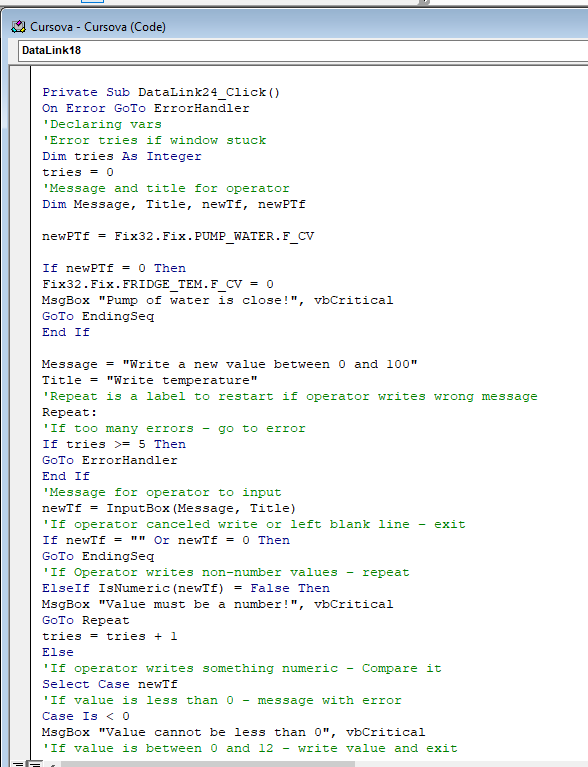 Cursova - Cursova (Code)
DataLink18
Private Sub DataLink24_Click()
On Error GoTo ErrorHandler
'Declaring vars
'Error tries if window stuck
Dim tries As Integer
tries = 0
'Message and title for operator
Dim Message, Title, newTf, newPTf
newPTf = Fix32.Fix.PUMP_WATER.F_CV
If newPTf = 0 Then
Fix32.Fix.FRIDGE_TEM.F_CV = 0
MsgBox "Pump of water is close!", vbCritical
GoTo EndingSeq
End If
Message = "Write a new value between 0 and 100"
Title = "Write temperature"
'Repeat is a label to restart if operator writes wrong message
Repeat:
'If too many errors - go to error
If tries >= 5 Then
GoTo ErrorHandler
End If
'Message for operator to input
newTf = InputBox(Message, Title)
'If operator canceled write or left blank line - exit
If newTf = "" Or newTf = 0 Then
GoTo EndingSeq
'If Operator writes non-number values - repeat
ElseIf IsNumeric(newTf) = False Then
MsgBox "Value must be a number!", vbCritical
GoTo Repeat
tries = tries + 1
Else
'If operator writes something numeric - Compare it
Select Case newTf
'If value is less than 0 - message with error
Case Is < 0
MsgBox "Value cannot be less than 0", vbCritical
'If value is between 0 and 12 - write value and exit